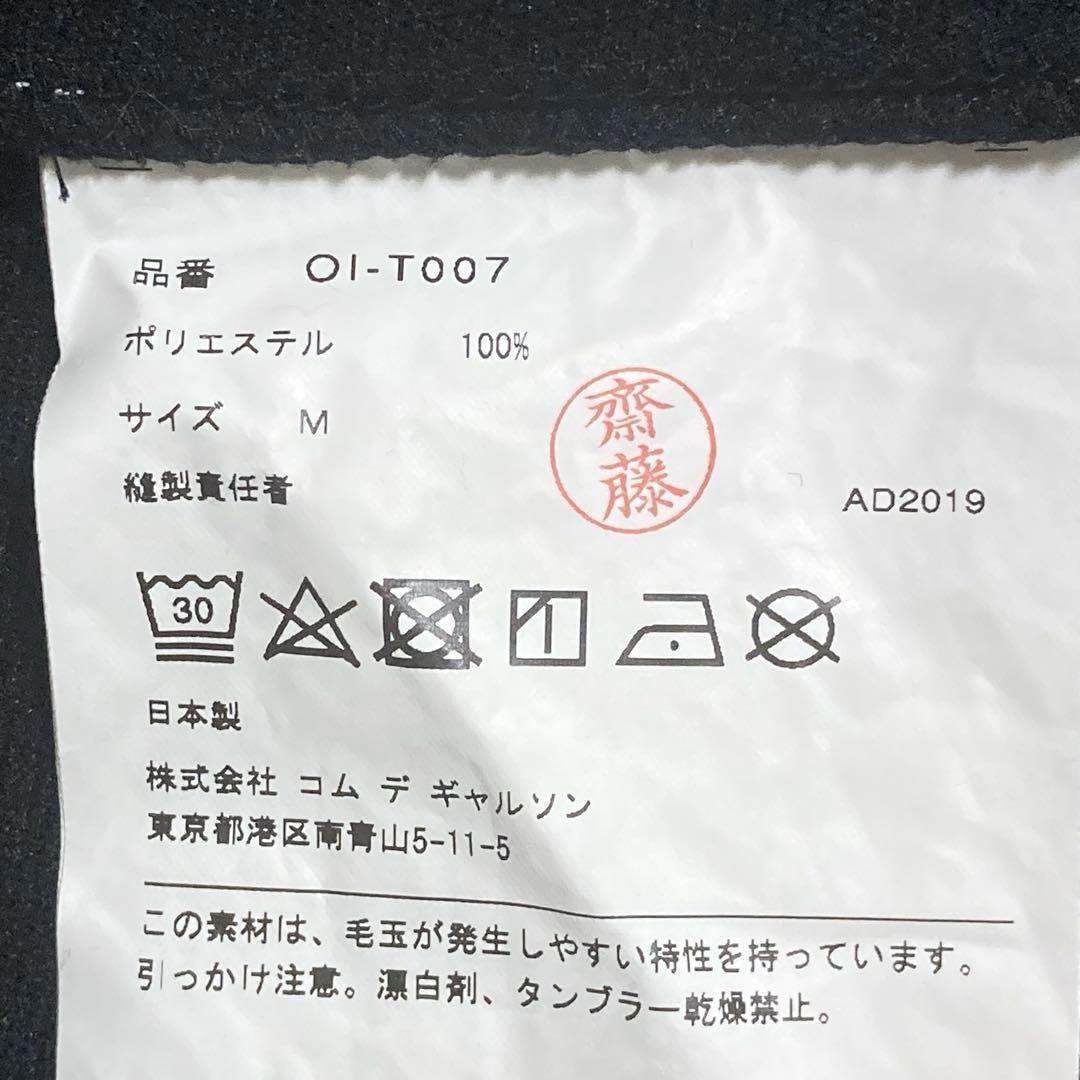 品番 OI-T007
ポリエステル 100%
サイズ M
齋藤
縫製責任者
AD2019
30
日本製
株式会社 コム デ ギャルソン
東京都港区南青山5-11-5
この素材は、毛玉が発生しやすい特性を持っています。
引っかけ注意。漂白剤、タンブラー乾燥禁止。